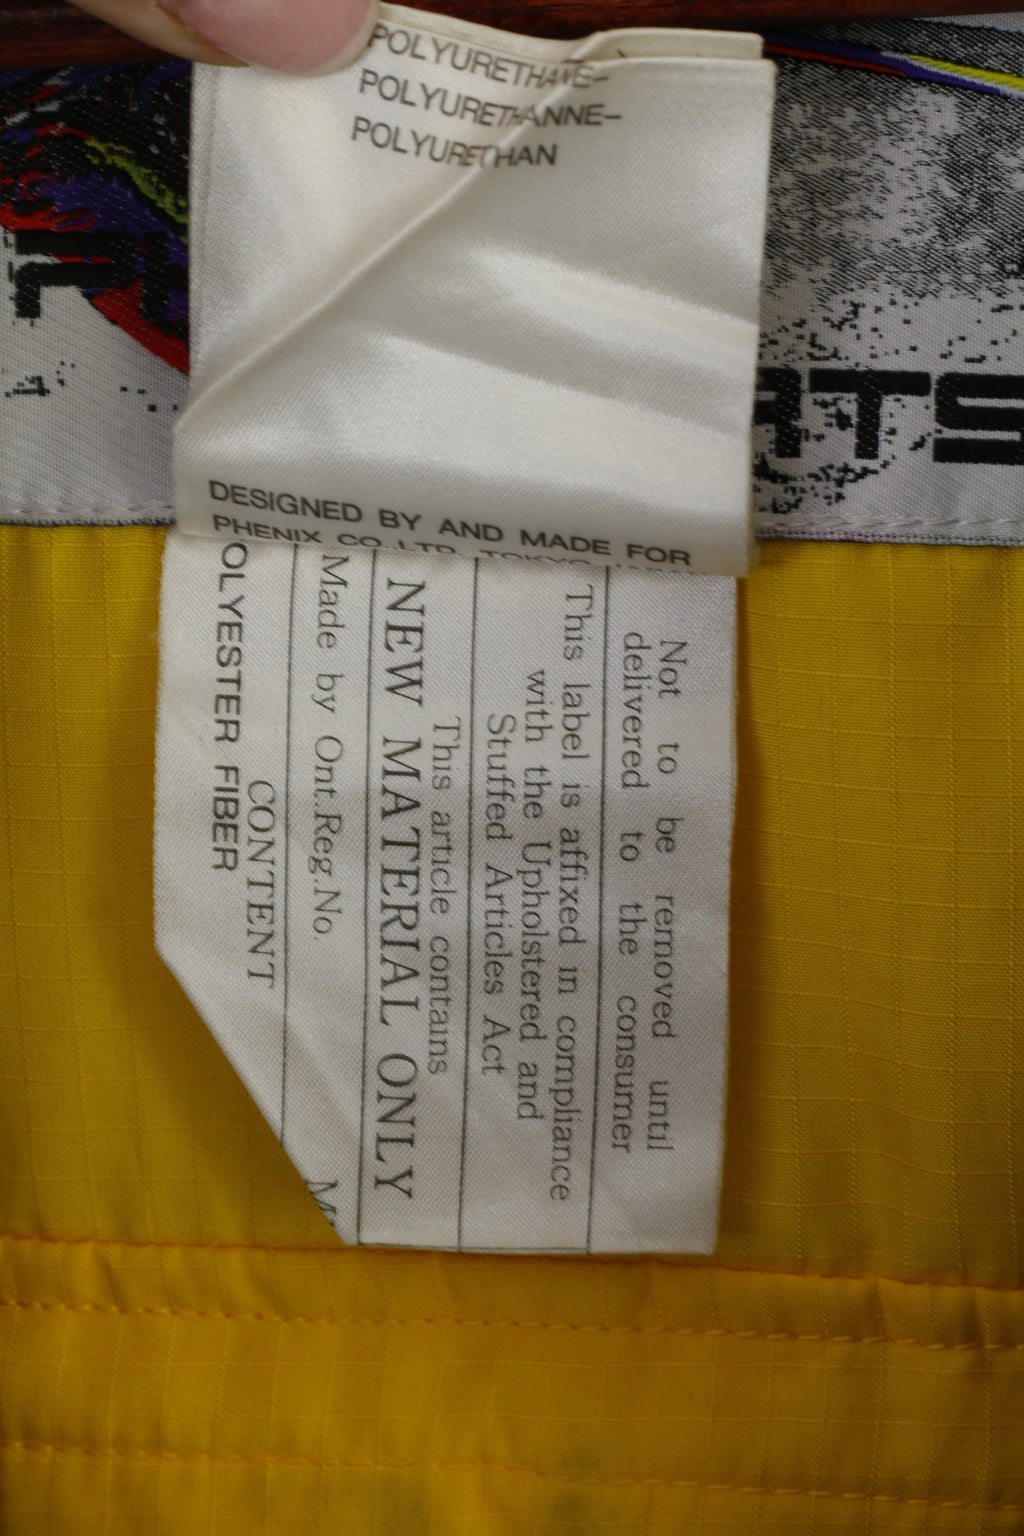 POLYURETHANE-
POLYURETHANNE-
POLYURETHAN
DESIGNED BY AND MADE FOR
PHENIX CO.,LTD. TOKYO
Not to be removed until
delivered to the consumer
This label is affixed in compliance
with the Upholstered and
Stuffed Articles Act
This article contains
NEW MATERIAL ONLY
Made by Ont.Reg.No.
CONTENT
OLYESTER FIBER